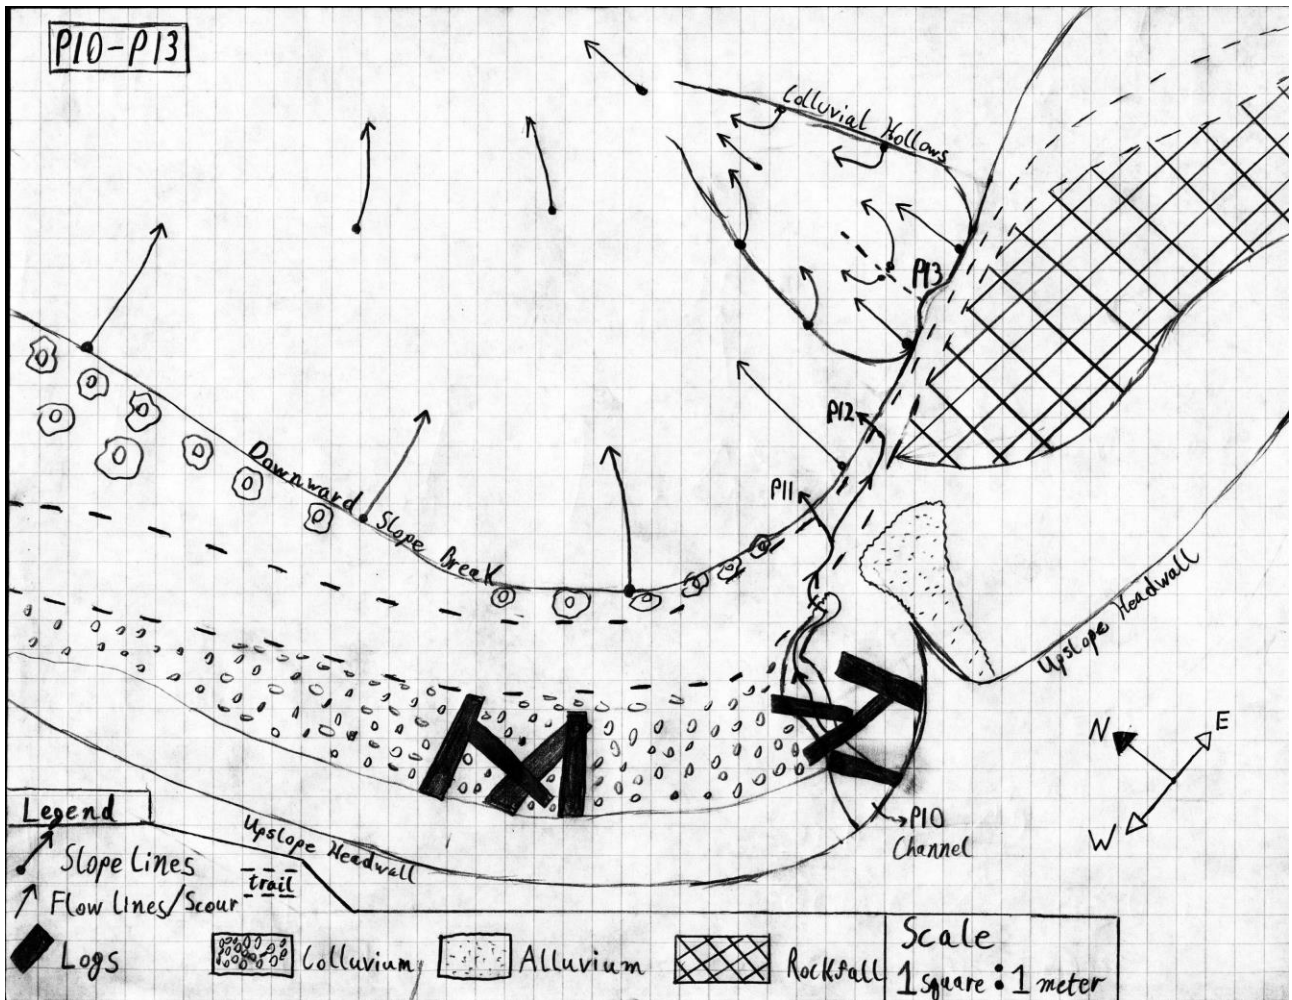 P10-P13
Colluvial Hollows
P13
P12
P11
Downward Slope Break
Upslope Headwall
N
E
W
P10
Channel
Upslope Headwall
Legend
Slope Lines
trail
Flow Lines/Scour
Logs
Colluvium
Alluvium
Rockfall
Scale
1 square : 1 meter